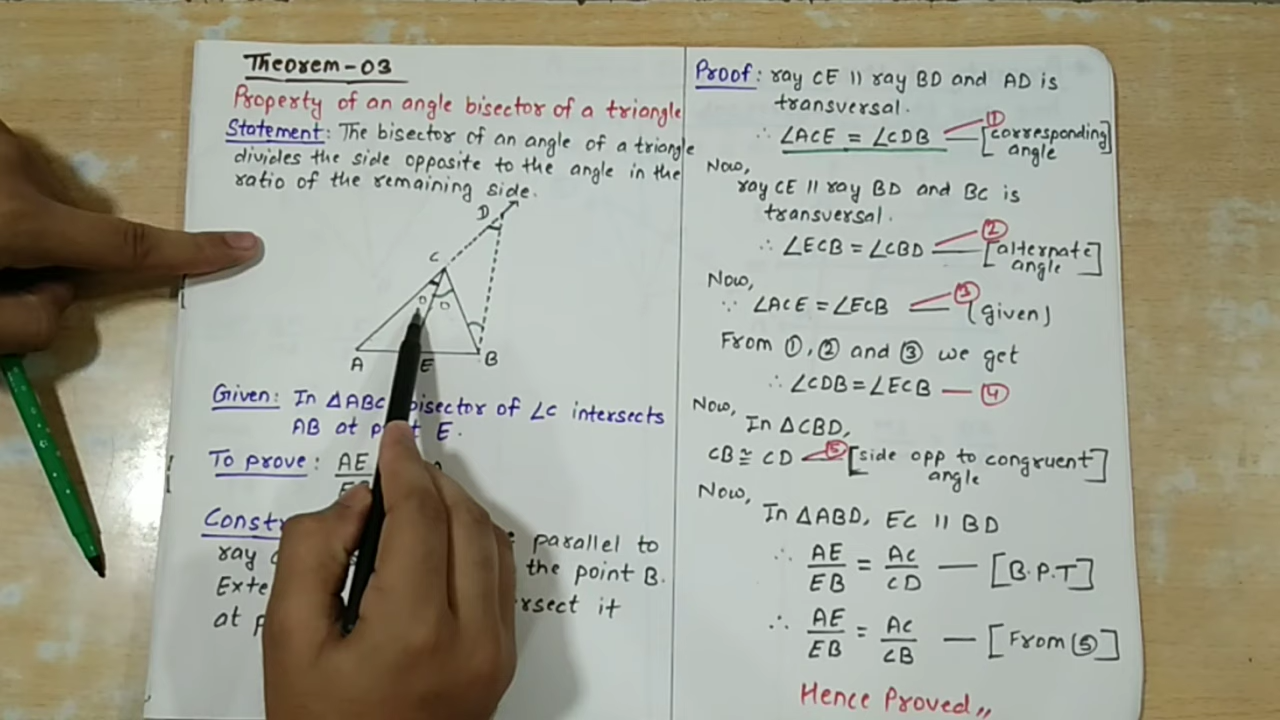 Theorem-03
Property of an angle bisector of a triangle
Statement: The bisector of an angle of a triangle
divides the side opposite to the angle in the
ratio of the remaining side.
D
C
A
E
B
Given: In △ABC bisector of ∠C intersects
AB at E.
To prove: AE
parallel to
ray the point B.
it
at
Proof: ray CE || ray BD and AD is
transversal.
∴ ∠ACE = ∠CDB — ① [corresponding
angle]
Now,
ray CE || ray BD and BC is
transversal.
∴ ∠ECB = ∠CBD — ② [alternate
angle]
Now,
∵ ∠ACE = ∠ECB — ③ (given)
From ①, ② and ③ we get
∴ ∠CDB = ∠ECB — ④
Now,
In △CBD,
CB ≅ CD — ⑤ [side opp to congruent
angle]
Now,
In △ABD, EC || BD
∴ AE/EB = AC/CD — [B.P.T]
∴ AE/EB = AC/CB — [From ⑤]
Hence Proved,,